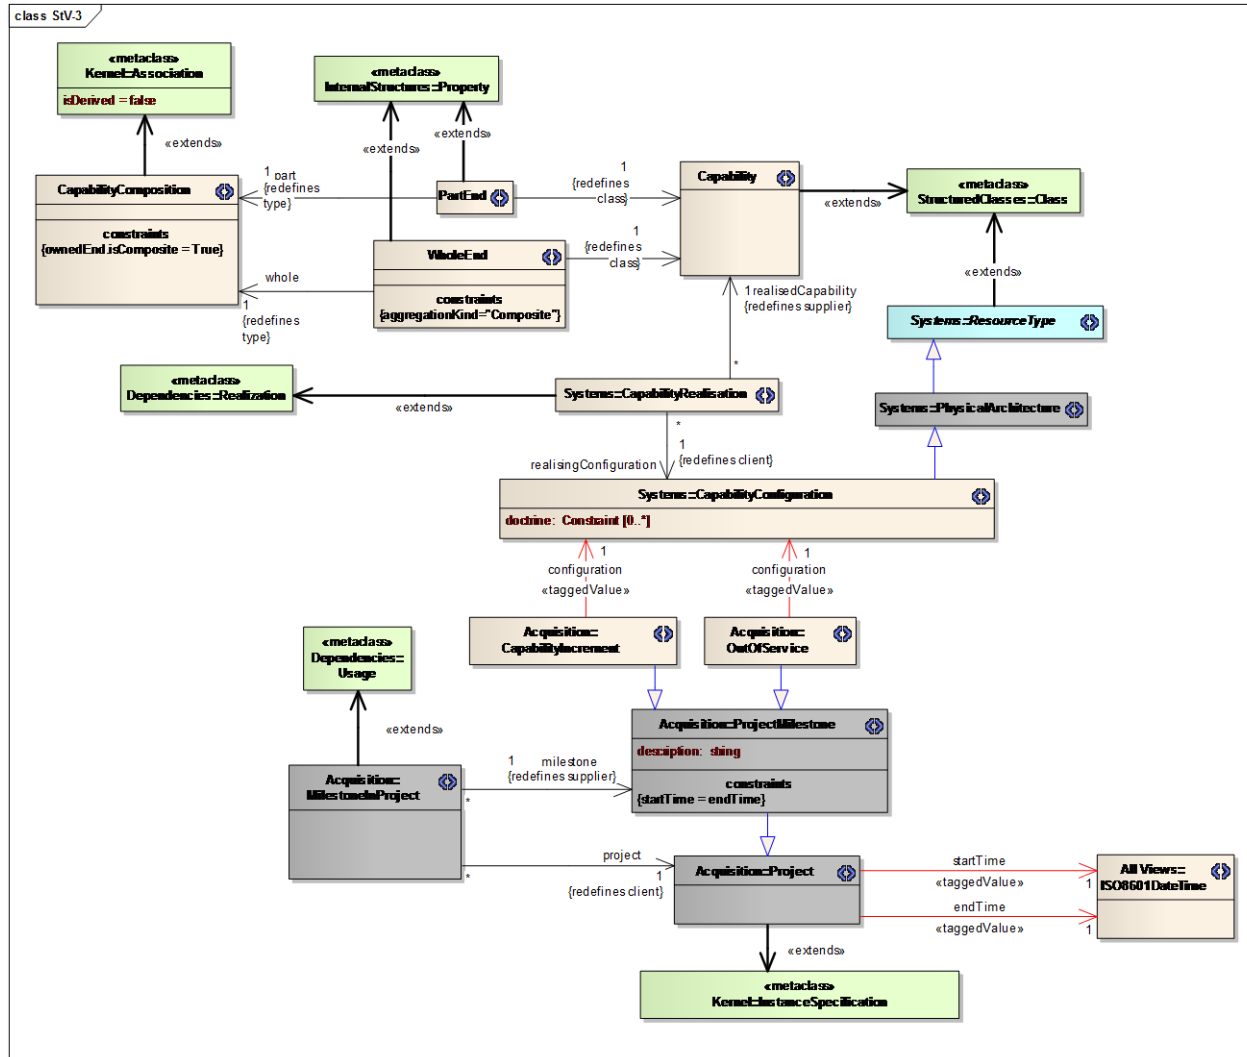 class StV-3
«metaclass»
Kernel::Association
isDerived = false
«metaclass»
InternalStructures::Property
«extends»
«extends»
«extends»
CapabilityComposition
constraints
{ownedEnd.isComposite = True}
1 part
{redefines
type}
PartEnd
1
{redefines
class}
Capability
«extends»
«metaclass»
StructuredClasses::Class
WholeEnd
constraints
{aggregationKind="Composite"}
1
{redefines
class}
whole
1
{redefines
type}
«extends»
1 realisedCapability
{redefines supplier}
Systems::ResourceType
*
«metaclass»
Dependencies::Realization
«extends»
Systems::CapabilityRealisation
Systems::PhysicalArchitecture
*
1
{redefines client}
realisingConfiguration
Systems::CapabilityConfiguration
doctrine: Constraint [0..*]
1
configuration
«taggedValue»
1
configuration
«taggedValue»
Acquisition::
CapabilityIncrement
Acquisition::
OutOfService
«metaclass»
Dependencies::
Usage
«extends»
Acquisition::ProjectMilestone
description: string
constraints
{startTime = endTime}
Acquisition::
MilestoneInProject
1 milestone
{redefines supplier}
*
project
*
1
{redefines client}
Acquisition::Project
startTime
«taggedValue»
1
endTime
«taggedValue»
1
All Views::
ISO8601DateTime
«extends»
«metaclass»
Kernel::InstanceSpecification